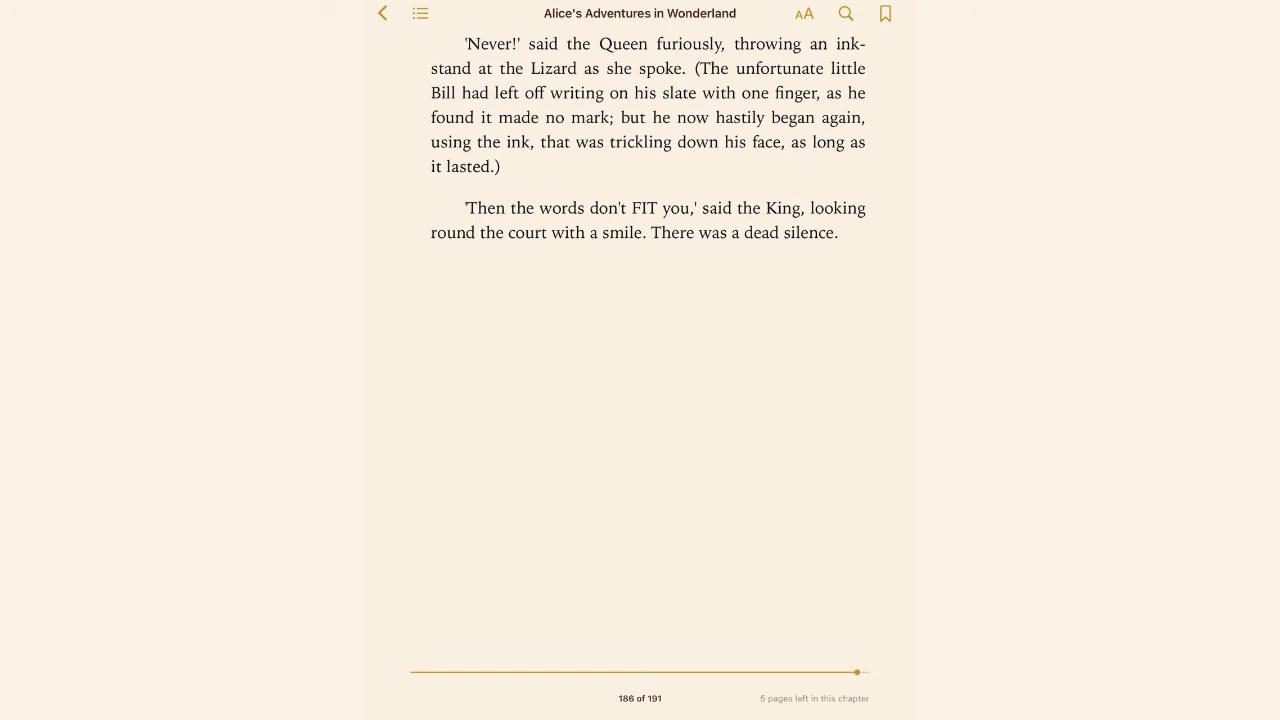 Alice's Adventures in Wonderland
AA
'Never!' said the Queen furiously, throwing an ink-
stand at the Lizard as she spoke. (The unfortunate little
Bill had left off writing on his slate with one finger, as he
found it made no mark; but he now hastily began again,
using the ink, that was trickling down his face, as long as
it lasted.)
'Then the words don't FIT you,' said the King, looking
round the court with a smile. There was a dead silence.
186 of 191
5 pages left in this chapter